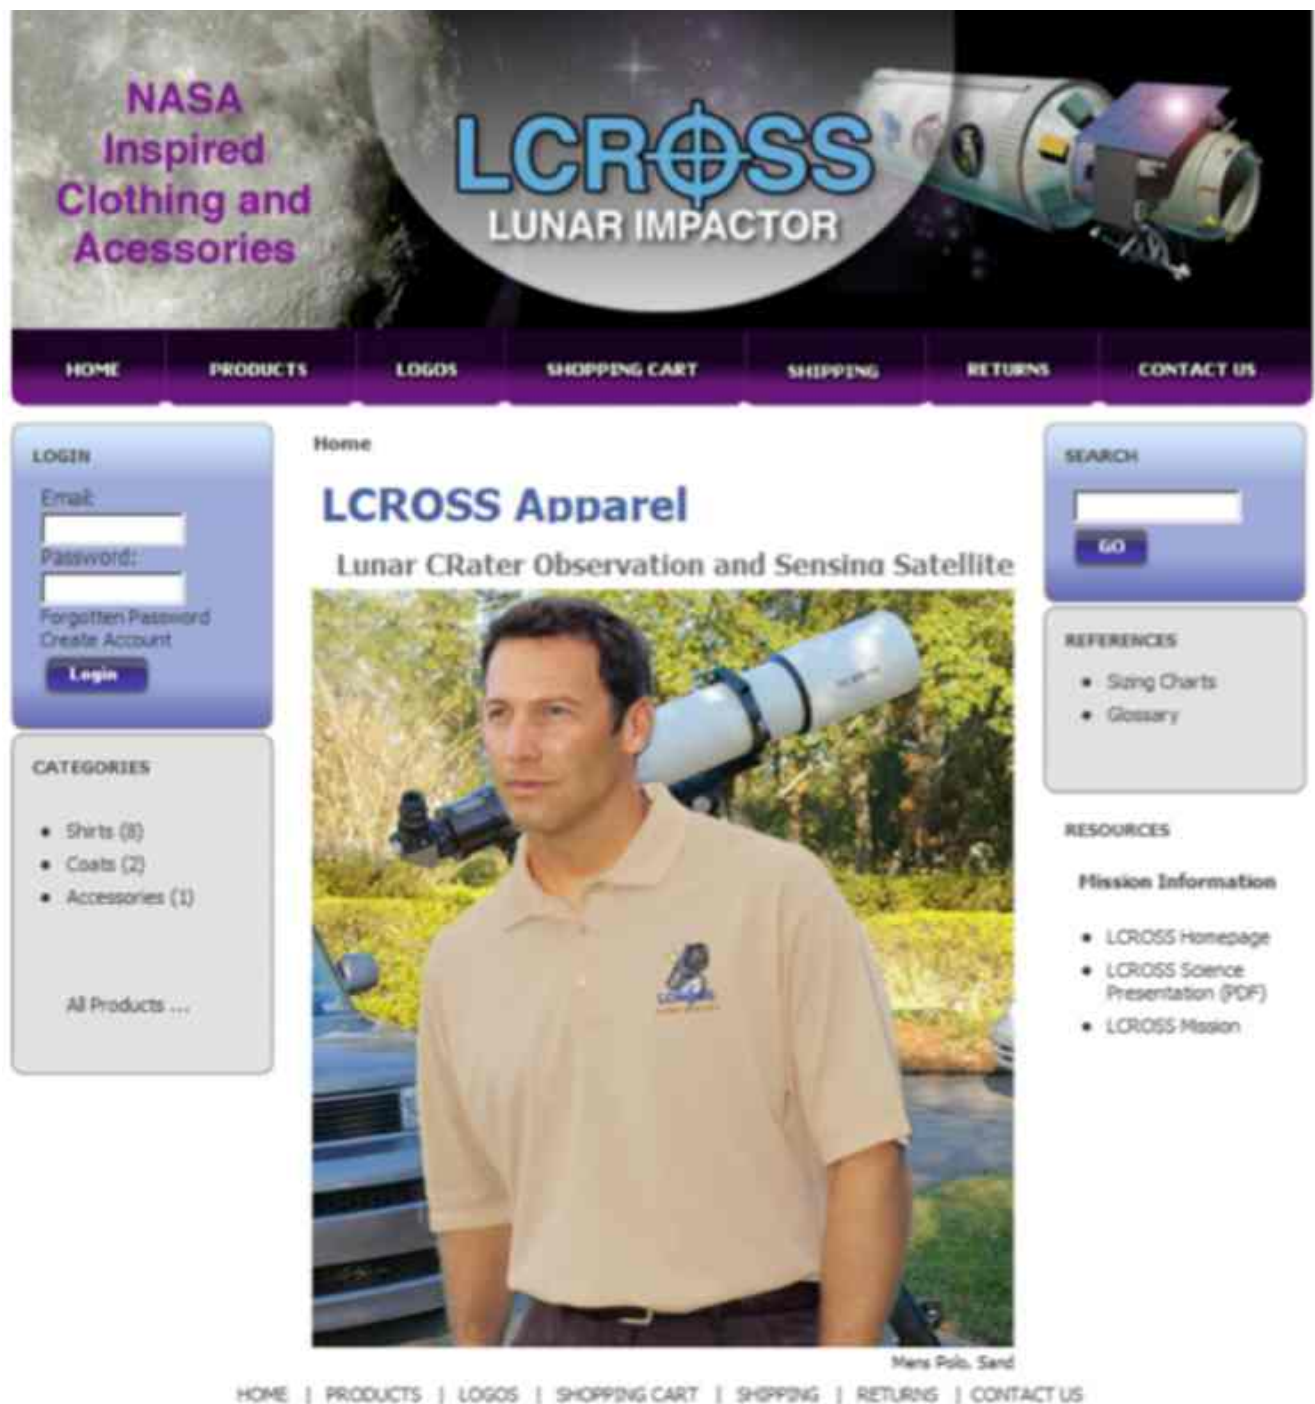 NASA
Inspired
Clothing and
Acessories
LCROSS
LUNAR IMPACTOR
HOME
PRODUCTS
LOGOS
SHOPPING CART
SHIPPING
RETURNS
CONTACT US
LOGIN
Email:
Password:
Forgotten Password
Create Account
Login
CATEGORIES
Shirts (8)
Coats (2)
Accessories (1)
All Products ...
Home
LCROSS Apparel
Lunar CRater Observation and Sensing Satellite
LCROSS
Mens Polo, Sand
SEARCH
GO
REFERENCES
Sizing Charts
Glossary
RESOURCES
Mission Information
LCROSS Homepage
LCROSS Science
Presentation (PDF)
LCROSS Mission
HOME | PRODUCTS | LOGOS | SHOPPING CART | SHIPPING | RETURNS | CONTACT US